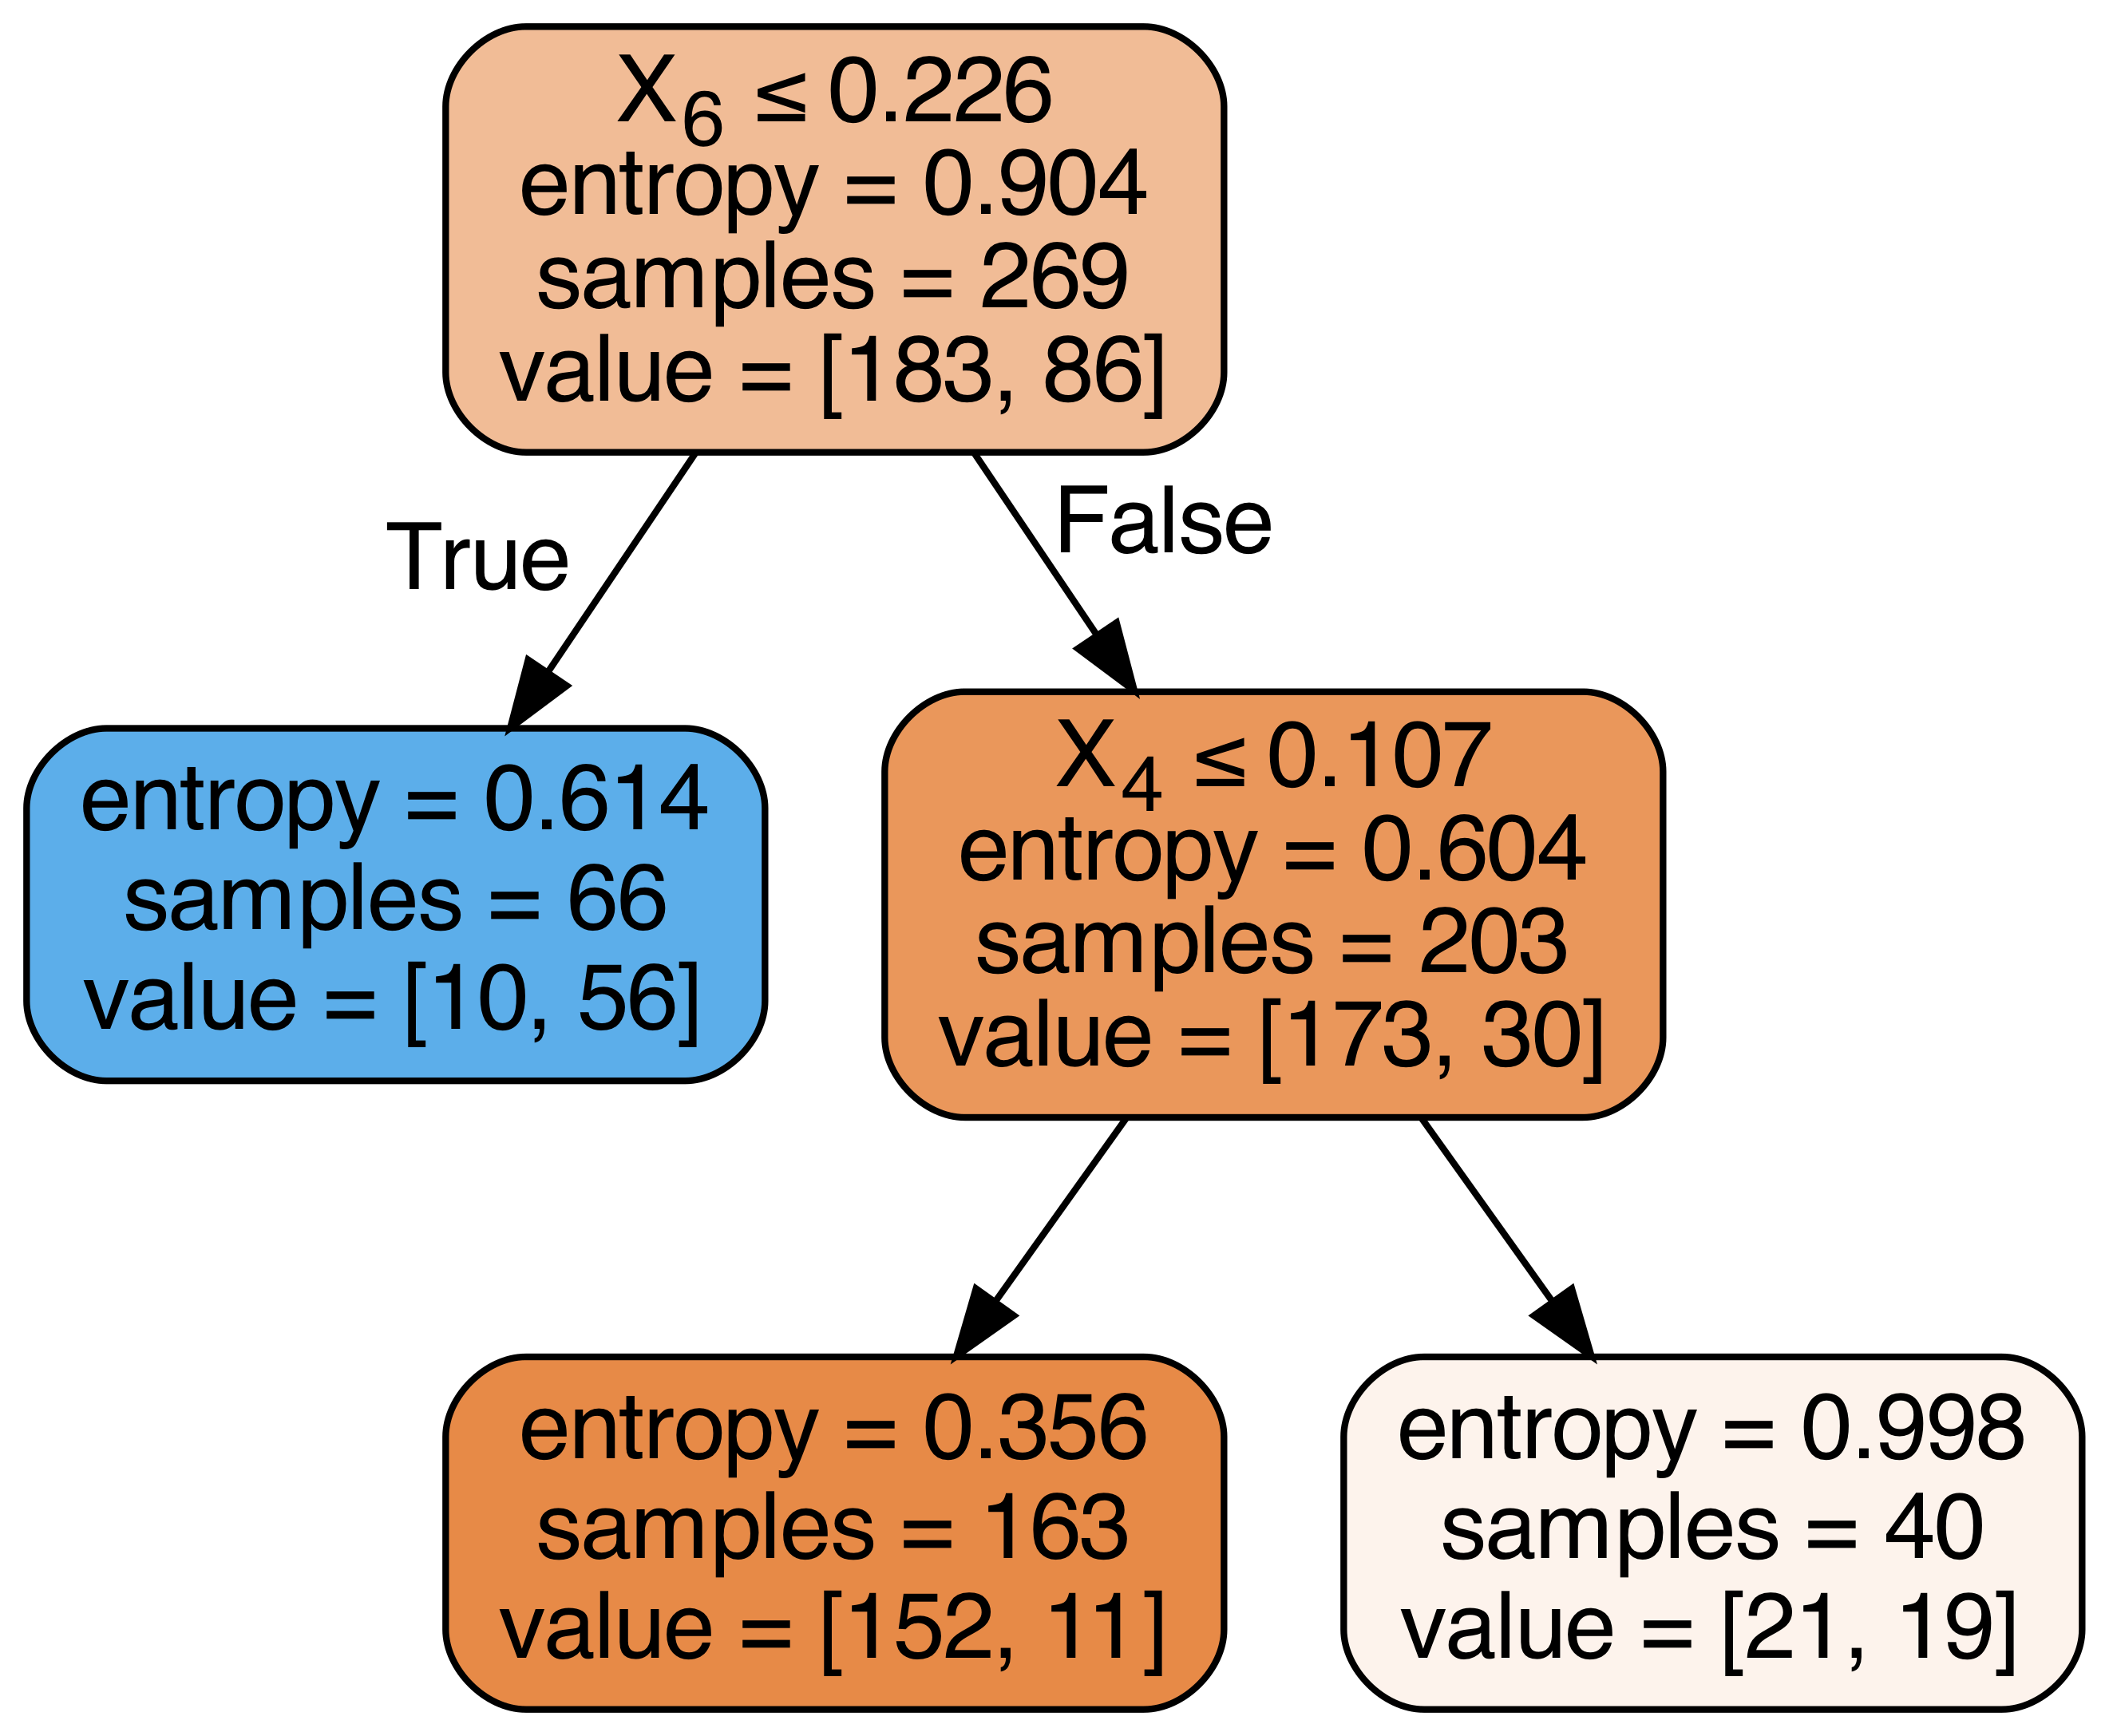 X₆ ≤ 0.226
entropy = 0.904
samples = 269
value = [183, 86]
True
False
entropy = 0.614
samples = 66
value = [10, 56]
X₄ ≤ 0.107
entropy = 0.604
samples = 203
value = [173, 30]
entropy = 0.356
samples = 163
value = [152, 11]
entropy = 0.998
samples = 40
value = [21, 19]